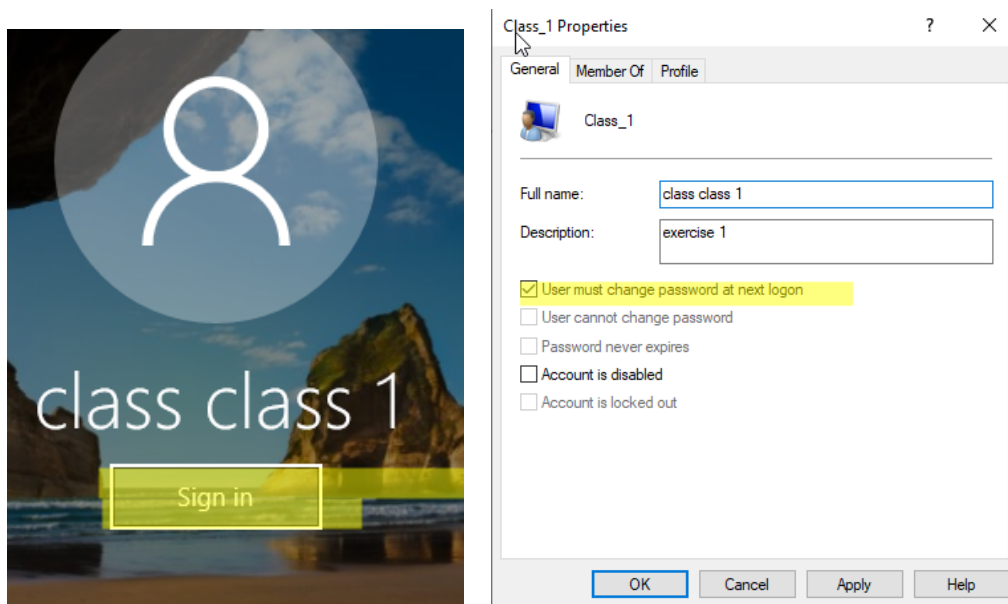 class class 1
Sign in
Class_1 Properties
General Member Of Profile
Class_1
Full name: class class 1
Description: exercise 1
User must change password at next logon
User cannot change password
Password never expires
Account is disabled
Account is locked out
OK Cancel Apply Help